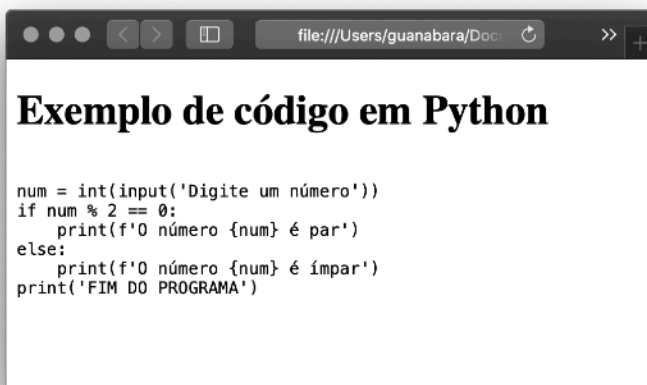 file:///Users/guanabara/Doc
Exemplo de código em Python
num = int(input('Digite um número'))
if num % 2 == 0:
    print(f'O número {num} é par')
else:
    print(f'O número {num} é ímpar')
print('FIM DO PROGRAMA')